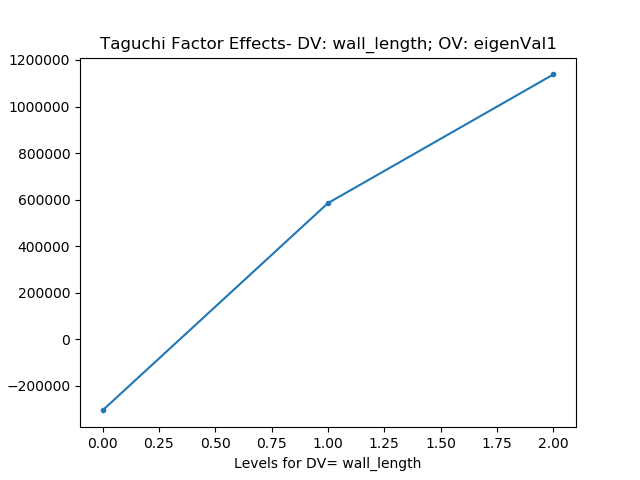 Taguchi Factor Effects- DV: wall_length; OV: eigenVal1
1200000
1000000
800000
600000
400000
200000
0
−200000
0.00 0.25 0.50 0.75 1.00 1.25 1.50 1.75 2.00
Levels for DV= wall_length